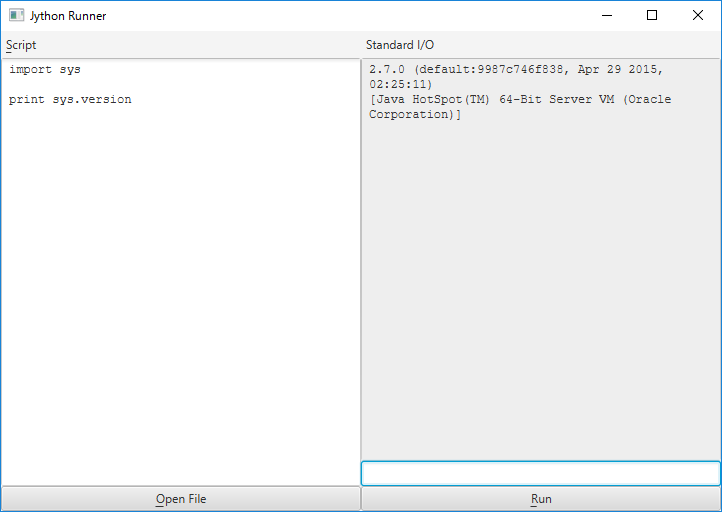 Jython Runner
Script
Standard I/O
import sys
print sys.version
2.7.0 (default:9987c746f838, Apr 29 2015,
02:25:11)
[Java HotSpot(TM) 64-Bit Server VM (Oracle
Corporation)]
Open File
Run